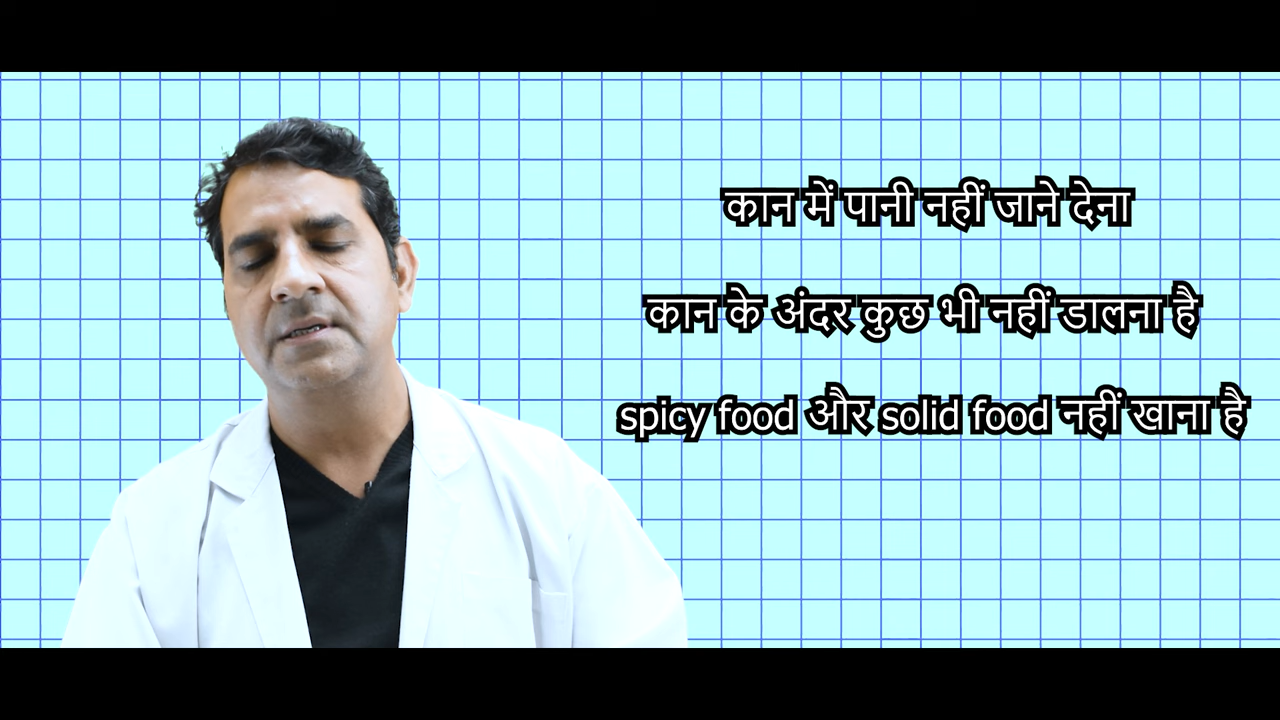 कान में पानी नहीं जाने देना
कान के अंदर कुछ भी नहीं डालना है
spicy food और solid food नहीं खाना है